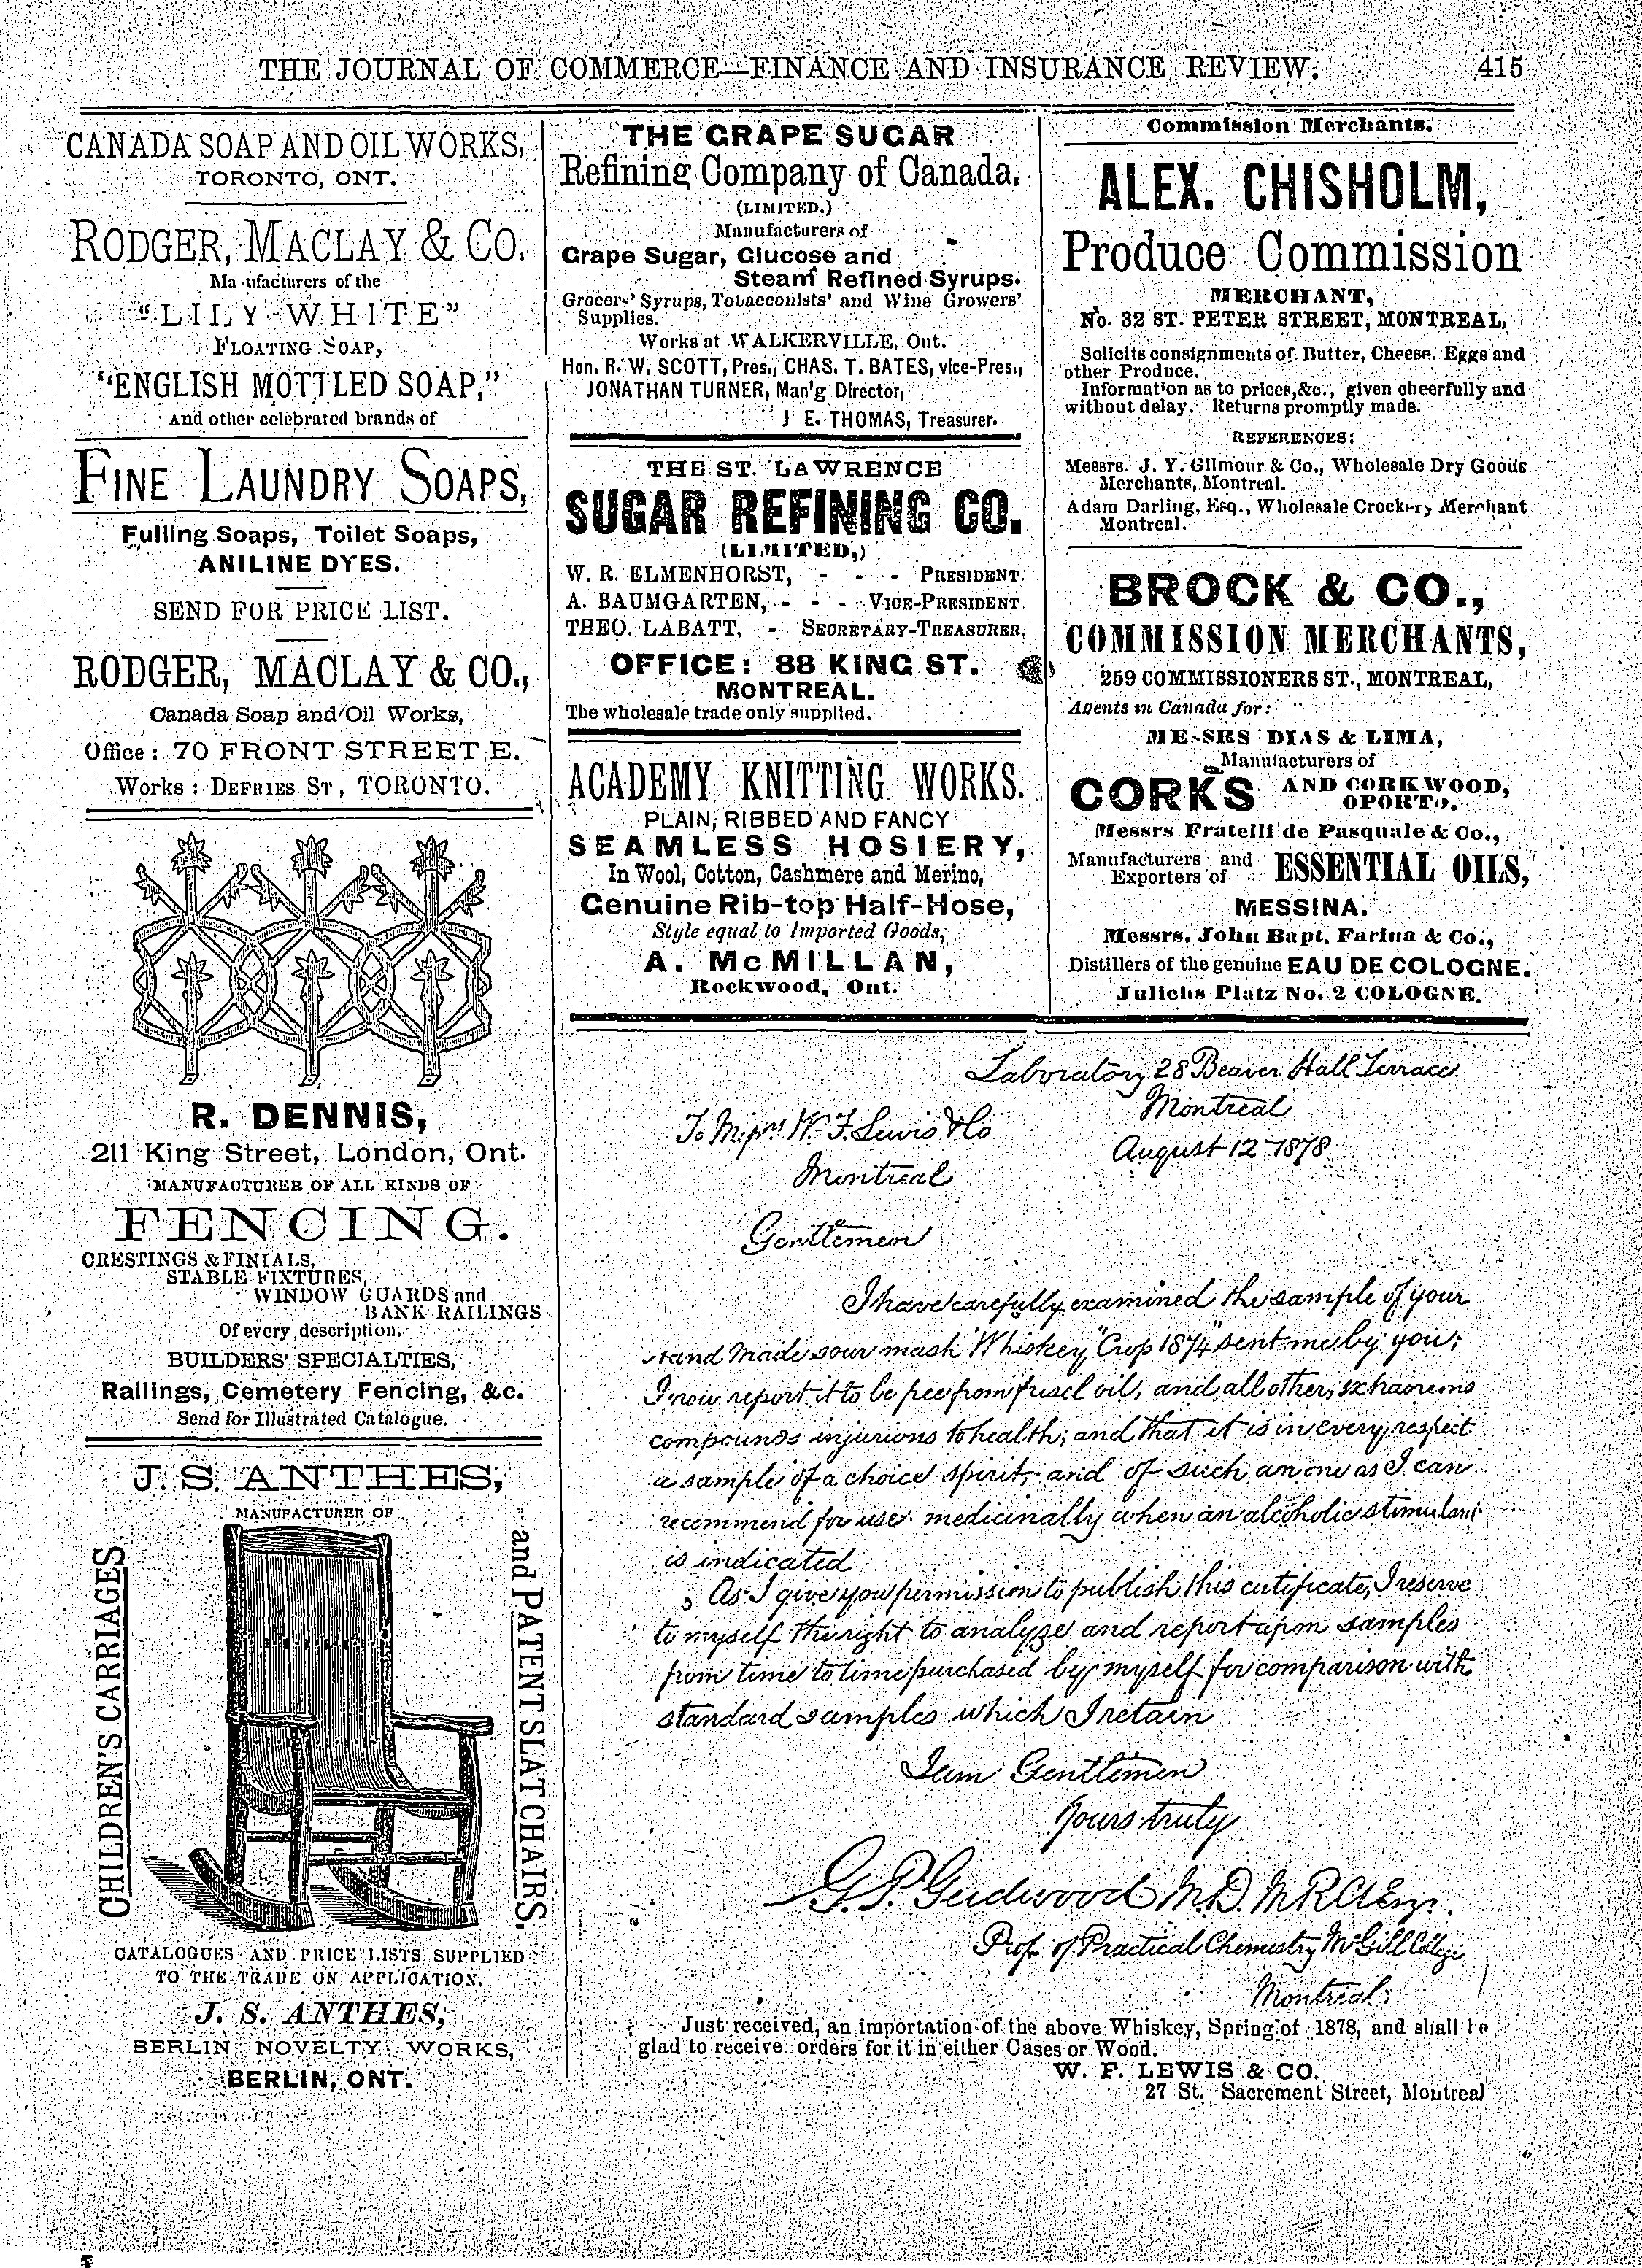 THE JOURNAL OF COMMERCE—FINANCE AND INSURANCE REVIEW. 415
CANADA SOAP AND OIL WORKS,
TORONTO, ONT.
RODGER, MACLAY & CO.
Ma ufacturers of the
"LILY WHITE"
FLOATING SOAP,
"ENGLISH MOTTLED SOAP,"
And other celebrated brands of
FINE LAUNDRY SOAPS,
Fulling Soaps, Toilet Soaps,
ANILINE DYES.
SEND FOR PRICE LIST.
RODGER, MACLAY & CO.,
Canada Soap and Oil Works,
Office: 70 FRONT STREET E.
Works: DEFRIES ST, TORONTO.
R. DENNIS,
211 King Street, London, Ont.
MANUFACTURER OF ALL KINDS OF
FENCING.
CRESTINGS & FINIALS,
STABLE FIXTURES,
WINDOW GUARDS and
BANK RAILINGS
Of every description.
BUILDERS' SPECIALTIES,
Railings, Cemetery Fencing, &c.
Send for Illustrated Catalogue.
J. S. ANTHES,
MANUFACTURER OF
CHILDREN'S CARRIAGES
and PATENT SLAT CHAIRS.
CATALOGUES AND PRICE LISTS SUPPLIED
TO THE TRADE ON APPLICATION.
J. S. ANTHES,
BERLIN NOVELTY WORKS,
BERLIN, ONT.
THE GRAPE SUGAR
Refining Company of Canada.
(LIMITED.)
Manufacturers of
Grape Sugar, Glucose and
Steam Refined Syrups.
Grocers' Syrups, Tobacconists' and Wine Growers'
Supplies.
Works at WALKERVILLE, Ont.
Hon. R. W. SCOTT, Pres., CHAS. T. BATES, vice-Pres.,
JONATHAN TURNER, Man'g Director,
J E. THOMAS, Treasurer.
THE ST. LAWRENCE
SUGAR REFINING CO.
(LIMITED,)
W. R. ELMENHORST, - - - PRESIDENT.
A. BAUMGARTEN, - - - VICE-PRESIDENT
THEO. LABATT, - SECRETARY-TREASURER.
OFFICE: 88 KING ST.
MONTREAL.
The wholesale trade only supplied.
ACADEMY KNITTING WORKS.
PLAIN, RIBBED AND FANCY
SEAMLESS HOSIERY,
In Wool, Cotton, Cashmere and Merino,
Genuine Rib-top Half-Hose,
Style equal to Imported Goods,
A. McMILLAN,
Rockwood, Ont.
Commission Merchants.
ALEX. CHISHOLM,
Produce Commission
MERCHANT,
No. 32 ST. PETER STREET, MONTREAL,
Solicits consignments of Butter, Cheese. Eggs and
other Produce.
Information as to prices, &c., given cheerfully and
without delay. Returns promptly made.
REFERENCES:
Messrs. J. Y. Gilmour & Co., Wholesale Dry Goods
Merchants, Montreal.
Adam Darling, Esq., Wholesale Crockery Merchant
Montreal.
BROCK & CO.,
COMMISSION MERCHANTS,
259 COMMISSIONERS ST., MONTREAL,
Agents in Canada for:
MESSRS DIAS & LIMA,
Manufacturers of
CORKS AND CORKWOOD,
OPORTO.
Messrs Fratelli de Pasquale & Co.,
Manufacturers and
Exporters of ESSENTIAL OILS,
MESSINA.
Messrs. John Bapt. Farina & Co.,
Distillers of the genuine EAU DE COLOGNE.
Julichs Platz No. 2 COLOGNE.
Laboratory 28 Beaver Hall Terrace
Montreal
August 12 1878
To Messrs W. F. Lewis & Co
Montreal
Gentlemen
I have carefully examined the sample of your
Hand Made sour mash Whiskey, "Crop 1874" sent me by you;
I now report it to be free from fusel oil, and all other
compounds injurious to health; and that it is in every respect
a sample of a choice spirit, and of such an one as I can
recommend for use medicinally when an alcoholic stimulant
is indicated
As I give you permission to publish this certificate, I reserve
to myself the right to analyze and report upon samples
from time to time purchased by myself for comparison with
standard samples which I retain
I am Gentlemen
Yours truly
G. P. Girdwood M.D. M.R.C.S. Eng.
Prof. of Practical Chemistry McGill College
Montreal
Just received, an importation of the above Whiskey, Spring of 1878, and shall be
glad to receive orders for it in either Cases or Wood.
W. F. LEWIS & CO.
27 St. Sacrement Street, Montreal